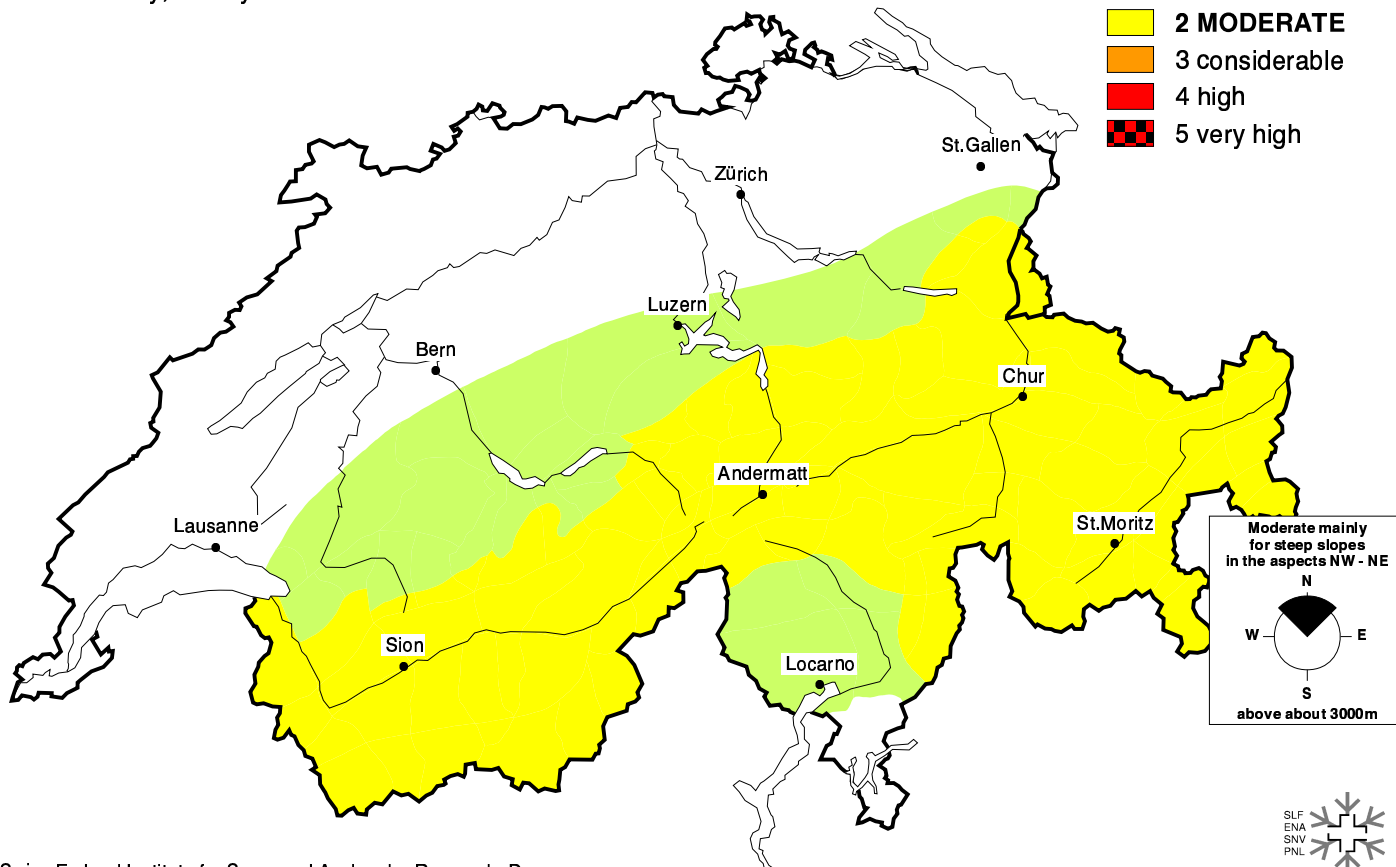 2 MODERATE
3 considerable
4 high
5 very high
St.Gallen
Zürich
Luzern
Bern
Chur
Andermatt
Lausanne
St.Moritz
Sion
Locarno
Moderate mainly
for steep slopes
in the aspects NW - NE
N
W
E
S
above about 3000m
SLF
ENA
SNV
PNL